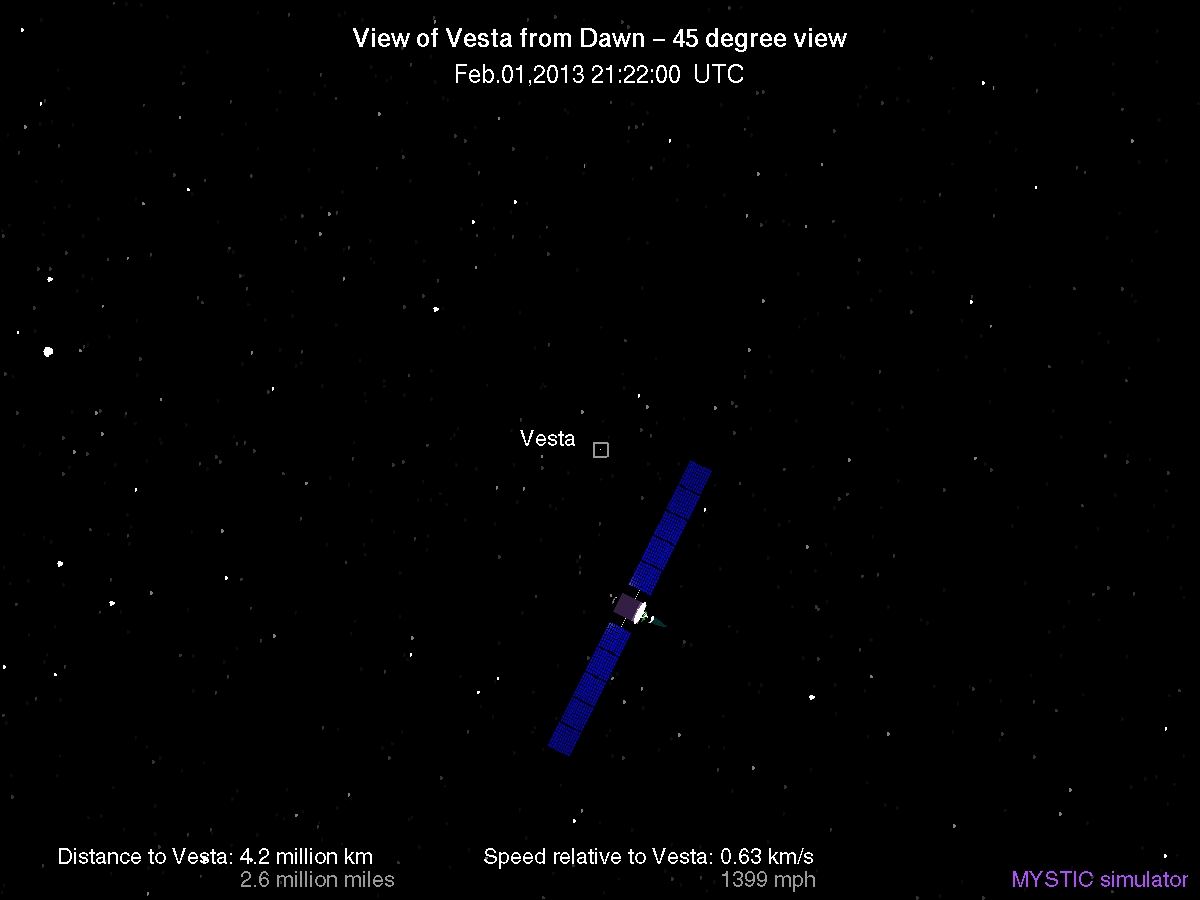 View of Vesta from Dawn – 45 degree view
Feb.01,2013 21:22:00 UTC
Vesta
Distance to Vesta: 4.2 million km
2.6 million miles
Speed relative to Vesta: 0.63 km/s
1399 mph
MYSTIC simulator